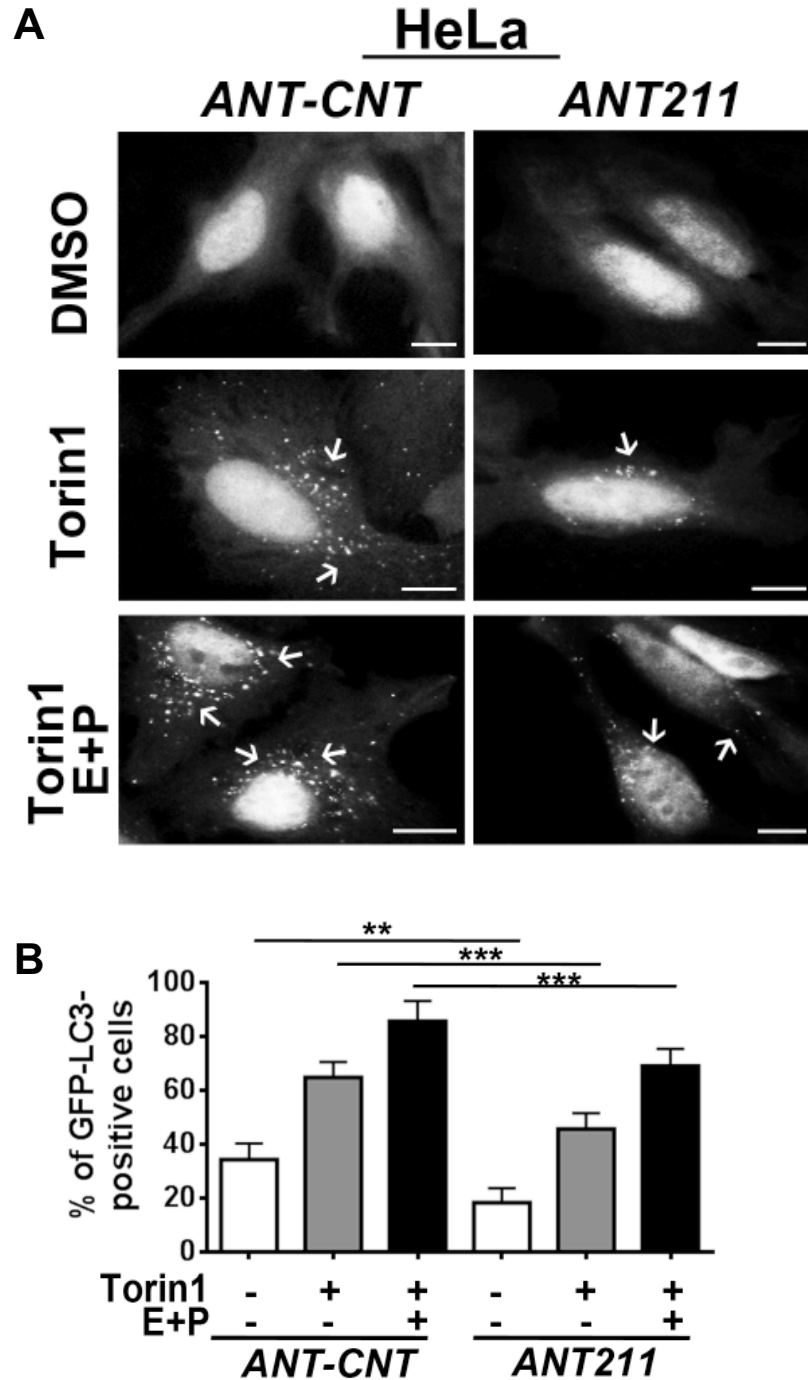 A
HeLa
ANT-CNT ANT211
DMSO
Torin1
Torin1
E+P
B
**
***
***
% of GFP-LC3-
positive cells
100
80
60
40
20
0
Torin1 - + + - + +
E+P - - + - - +
ANT-CNT ANT211